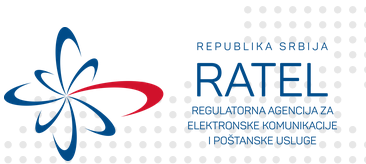 REPUBLIKA SRBIJA
RATEL
REGULATORNA AGENCIJA ZA
ELEKTRONSKE KOMUNIKACIJE
I POŠTANSKE USLUGE